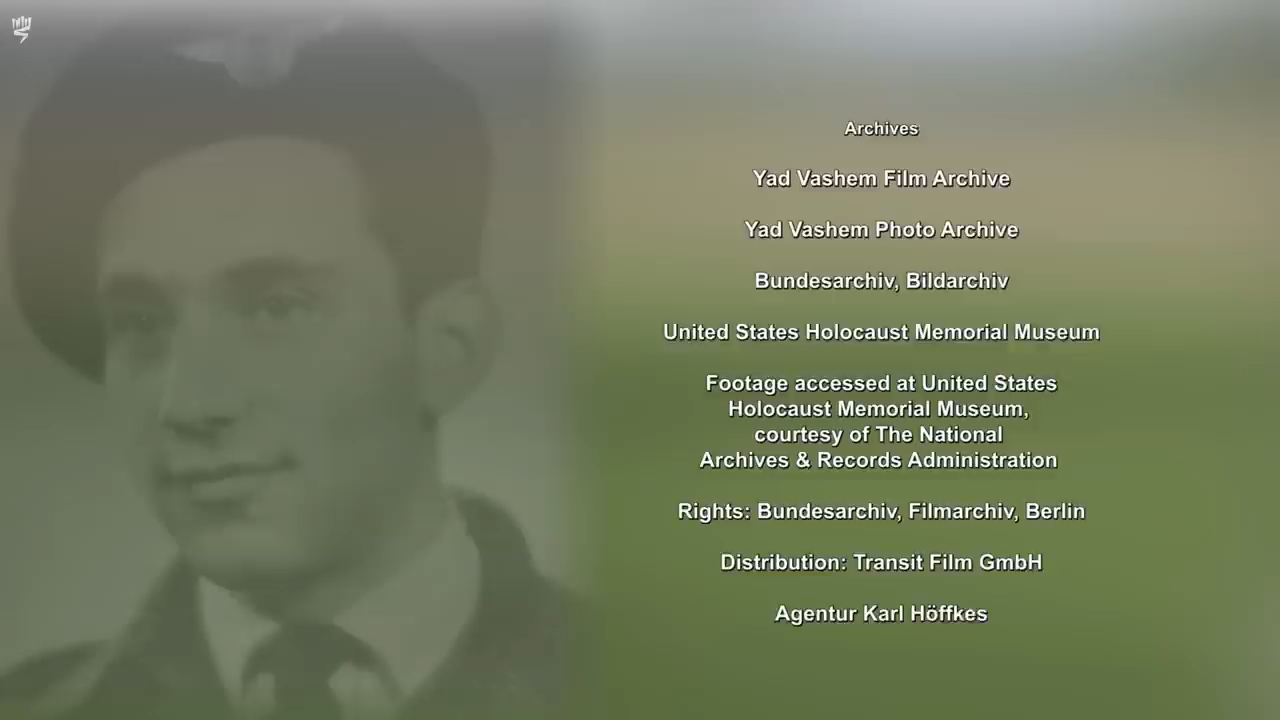 Archives
Yad Vashem Film Archive
Yad Vashem Photo Archive
Bundesarchiv, Bildarchiv
United States Holocaust Memorial Museum
Footage accessed at United States
Holocaust Memorial Museum,
courtesy of The National
Archives & Records Administration
Rights: Bundesarchiv, Filmarchiv, Berlin
Distribution: Transit Film GmbH
Agentur Karl Höffkes